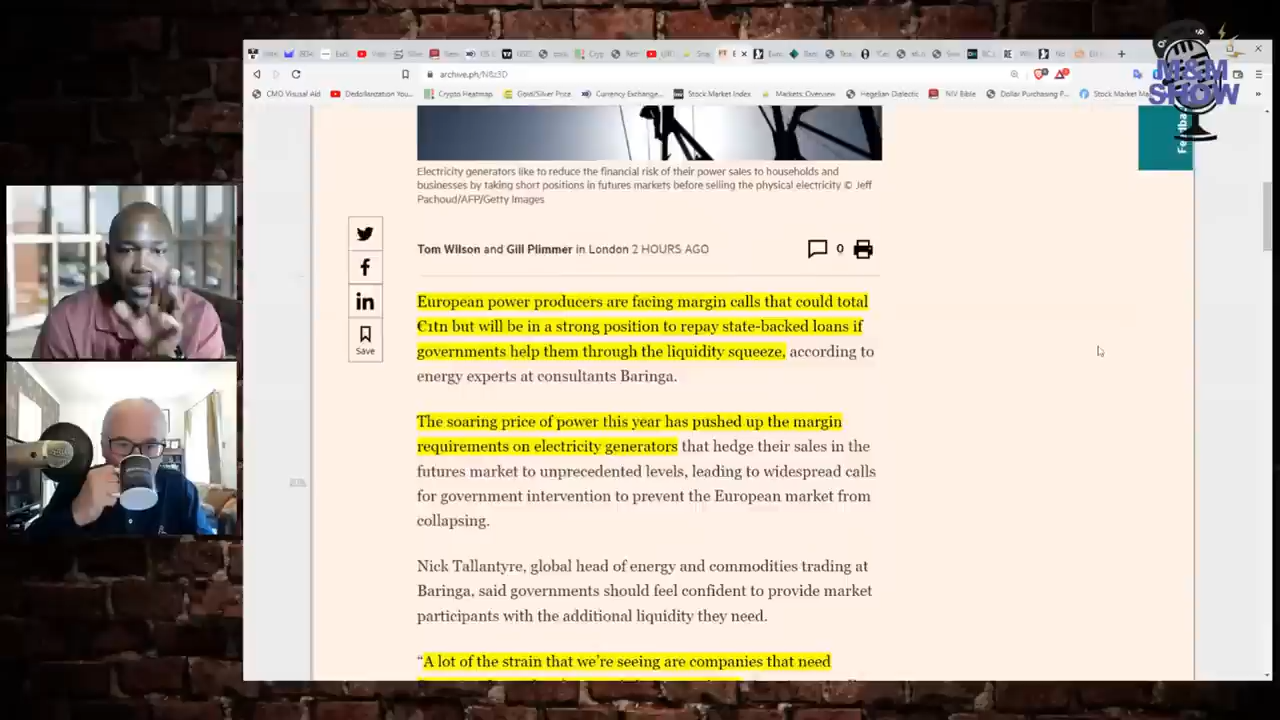 M&M
SHOW
archive.ph/N8z3D
CMO Visual Aid
Dedollarization You...
Crypto Heatmap
Gold/Silver Price
Currency Exchange...
Stock Market Index
Markets: Overview
Hegelian Dialectic
NIV Bible
Dollar Purchasing P...
Stock Market
Electricity generators like to reduce the financial risk of their power sales to households and
businesses by taking short positions in futures markets before selling the physical electricity © Jeff
Pachoud/AFP/Getty Images
Tom Wilson and Gill Plimmer in London 2 HOURS AGO
0
in
Save
European power producers are facing margin calls that could total
€1tn but will be in a strong position to repay state-backed loans if
governments help them through the liquidity squeeze, according to
energy experts at consultants Baringa.
The soaring price of power this year has pushed up the margin
requirements on electricity generators that hedge their sales in the
futures market to unprecedented levels, leading to widespread calls
for government intervention to prevent the European market from
collapsing.
Nick Tallantyre, global head of energy and commodities trading at
Baringa, said governments should feel confident to provide market
participants with the additional liquidity they need.
“A lot of the strain that we’re seeing are companies that need